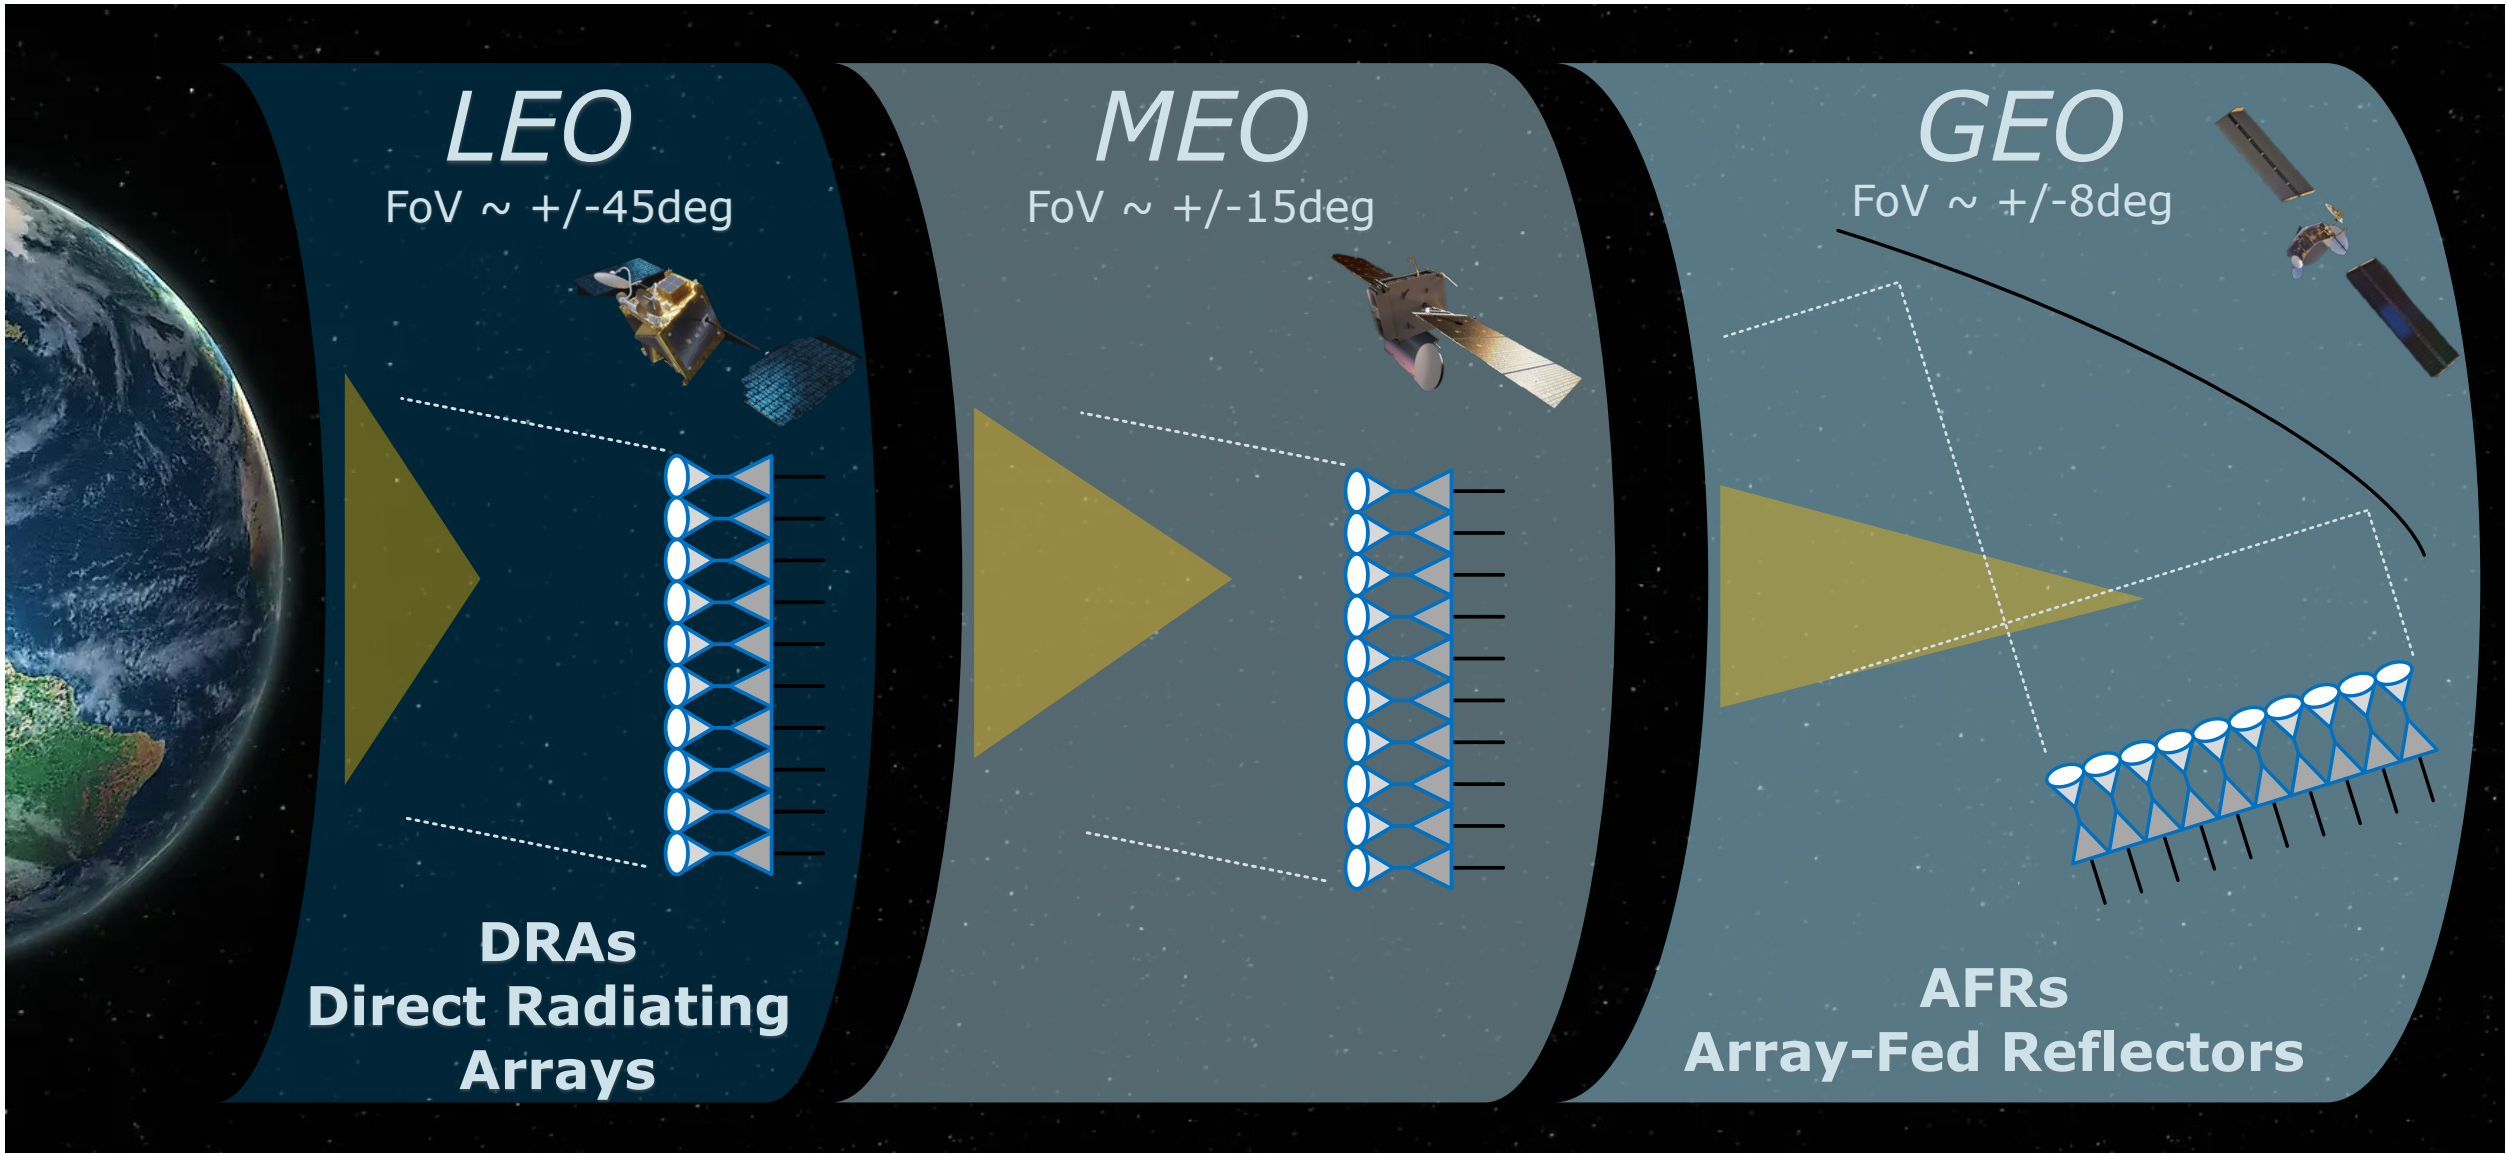 LEO
FoV ~ +/-45deg
DRAs
Direct Radiating
Arrays
MEO
FoV ~ +/-15deg
GEO
FoV ~ +/-8deg
AFRs
Array-Fed Reflectors